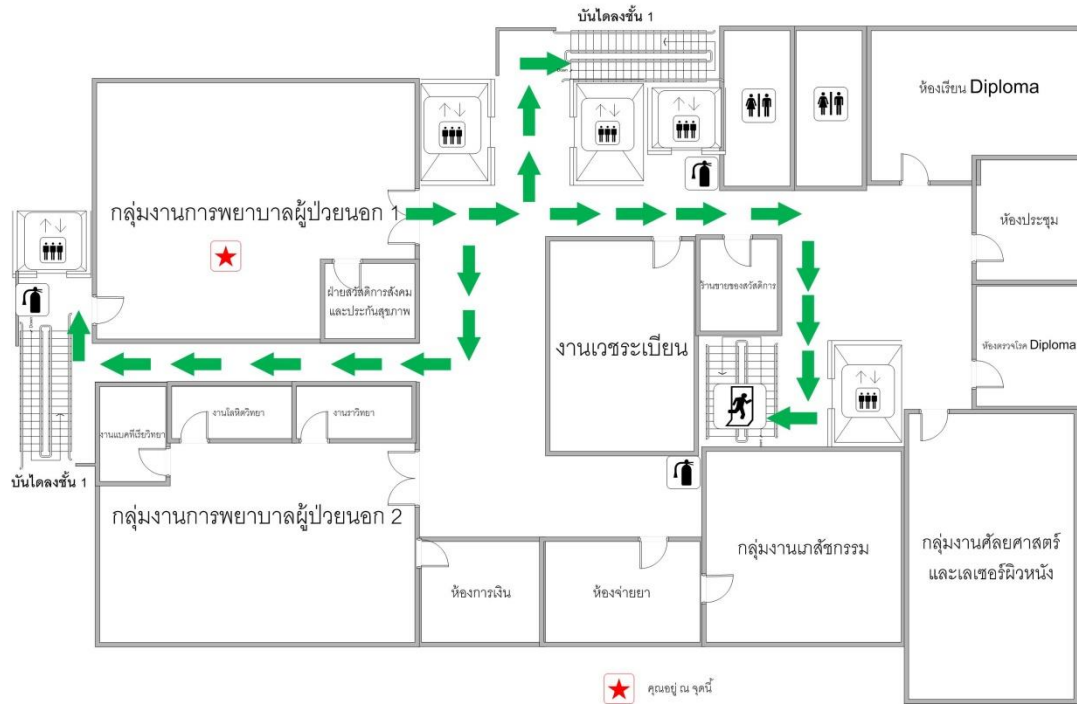 บันไดลงชั้น 1
ห้องเรียน Diploma
กลุ่มงานการพยาบาลผู้ป่วยนอก 1
ห้องประชุม
ฝ่ายสวัสดิการสังคม
และประกันสุขภาพ
ร้านขายของสวัสดิการ
งานเวชระเบียน
ห้องตรวจโรค Diploma
งานโลหิตวิทยา
งานราวิทยา
งานแบคทีเรียวิทยา
บันไดลงชั้น 1
กลุ่มงานการพยาบาลผู้ป่วยนอก 2
กลุ่มงานเภสัชกรรม
กลุ่มงานศัลยศาสตร์
และเลเซอร์ผิวหนัง
ห้องการเงิน
ห้องจ่ายยา
คุณอยู่ ณ จุดนี้